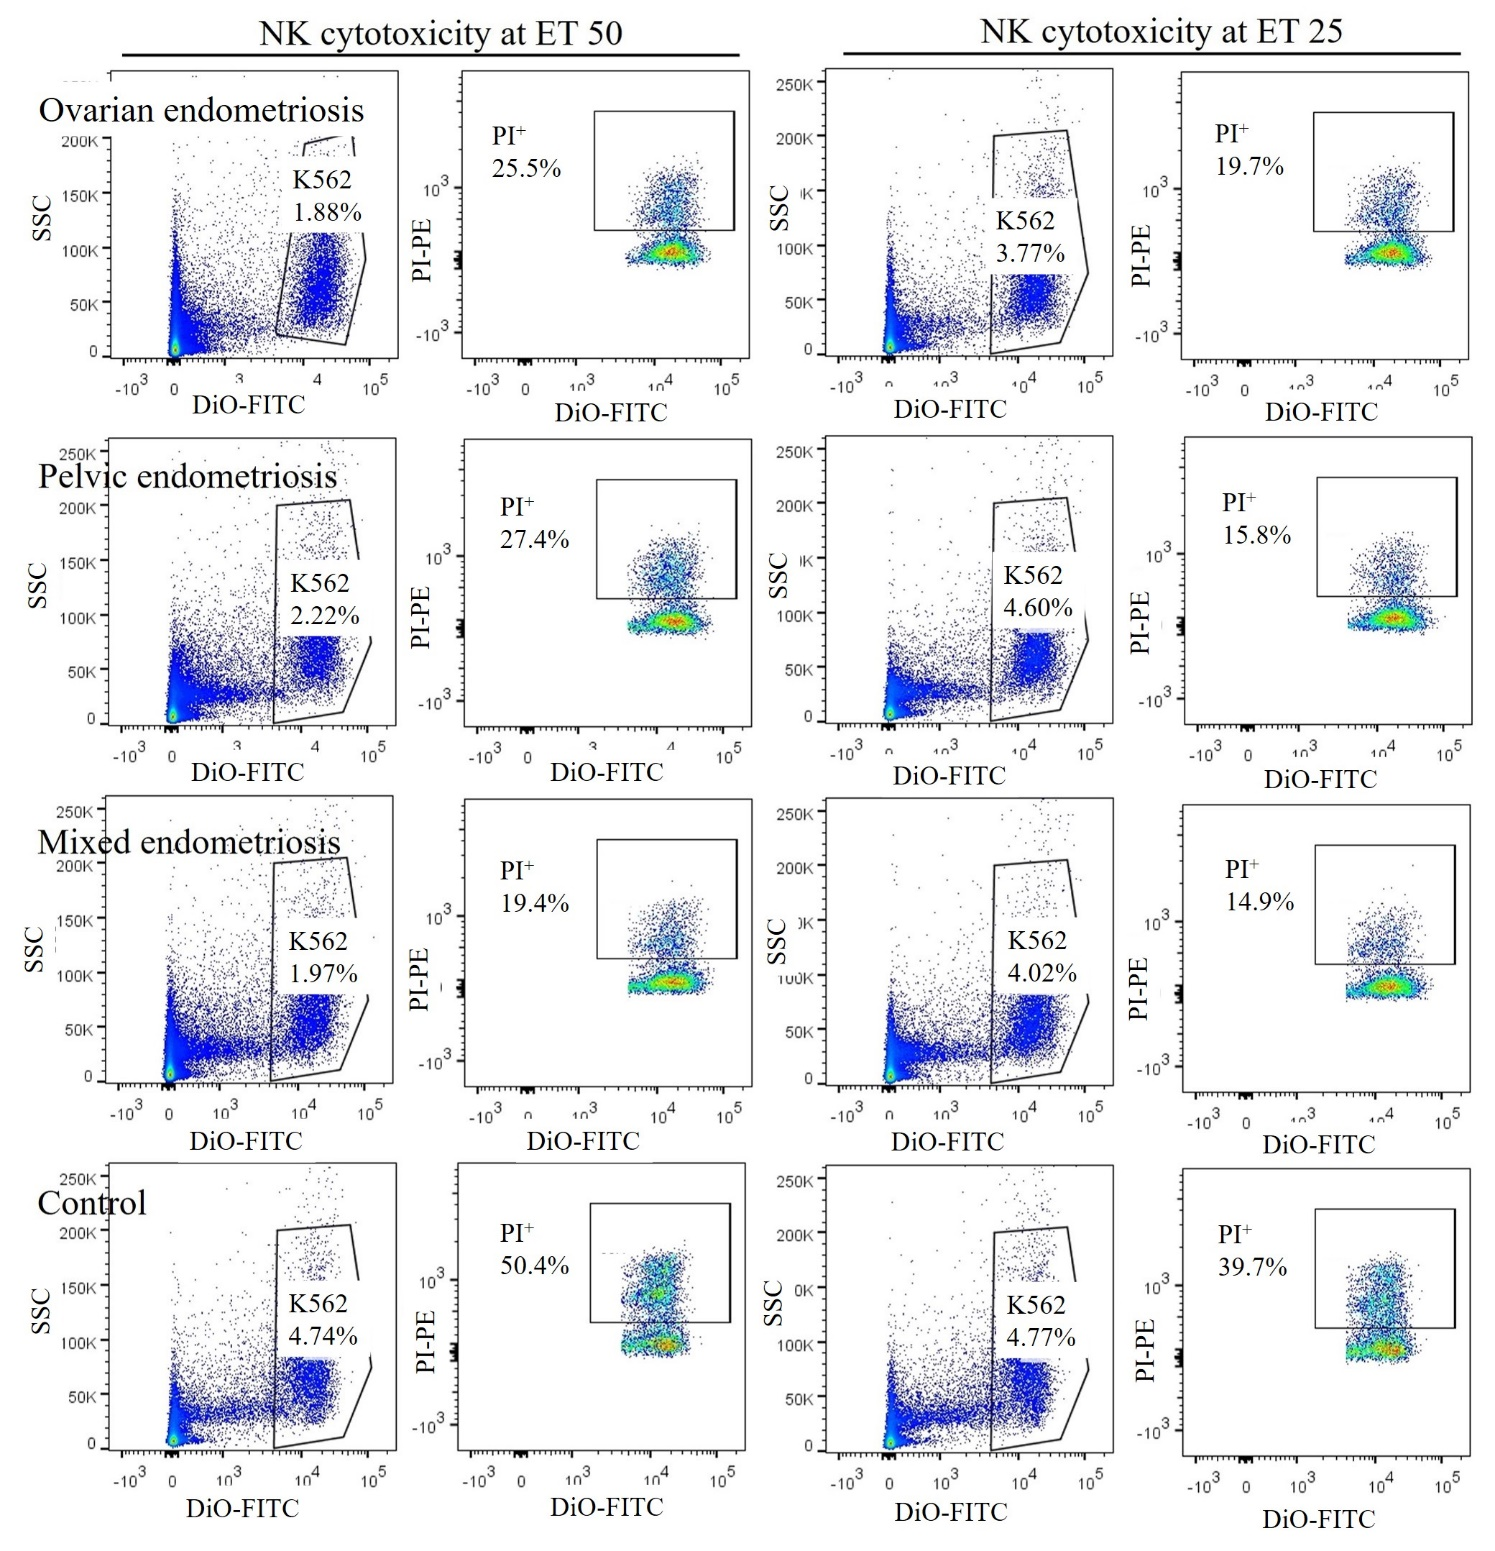 NK cytotoxicity at ET 50
NK cytotoxicity at ET 25
Ovarian endometriosis
SSC
200K
150K
100K
50K
0
K562
1.88%
-10³ 0 3 4 10⁵
DiO-FITC
PI-PE
10³
-10³
PI⁺
25.5%
-10³ 0 10³ 10⁵
DiO-FITC
SSC
250K
200K
100K
50K
0
K562
3.77%
-10³ 10³ 10⁴ 10⁵
DiO-FITC
PI-PE
10³
-10³
PI⁺
19.7%
-10³ 0 10⁴ 10⁵
DiO-FITC
Pelvic endometriosis
SSC
250K
200K
150K
100K
50K
0
K562
2.22%
-10³ 0 3 4 10⁵
DiO-FITC
PI-PE
10³
-10³
PI⁺
27.4%
-10³ 0 3 4 10⁵
DiO-FITC
SSC
250K
200K
100K
50K
0
K562
4.60%
-10³ 10³ 10⁴ 10⁵
DiO-FITC
PI-PE
10³
-10³
PI⁺
15.8%
-10³ 0 10³ 10⁴ 10⁵
DiO-FITC
Mixed endometriosis
SSC
250K
200K
150K
100K
50K
0
K562
1.97%
-10³ 0 10³ 10⁴ 10⁵
DiO-FITC
PI-PE
10³
-10³
PI⁺
19.4%
-10³ 10³ 10⁴ 10⁵
DiO-FITC
SSC
250K
200K
100K
50K
0
K562
4.02%
-10³ 10³ 10⁴ 10⁵
DiO-FITC
PI-PE
10³
-10³
PI⁺
14.9%
-10³ 0 10³ 10⁴ 10⁵
DiO-FITC
Control
SSC
250K
200K
150K
100K
50K
0
K562
4.74%
-10³ 0 10³ 10⁴ 10⁵
DiO-FITC
PI-PE
10³
-10³
PI⁺
50.4%
-10³ 0 10³ 10⁴ 10⁵
DiO-FITC
SSC
250K
200K
0K
100K
50K
0
K562
4.77%
-10³ 0 10³ 10⁴ 10⁵
DiO-FITC
PI-PE
10³
-10³
PI⁺
39.7%
-10³ 0 10³ 10⁴ 10⁵
DiO-FITC